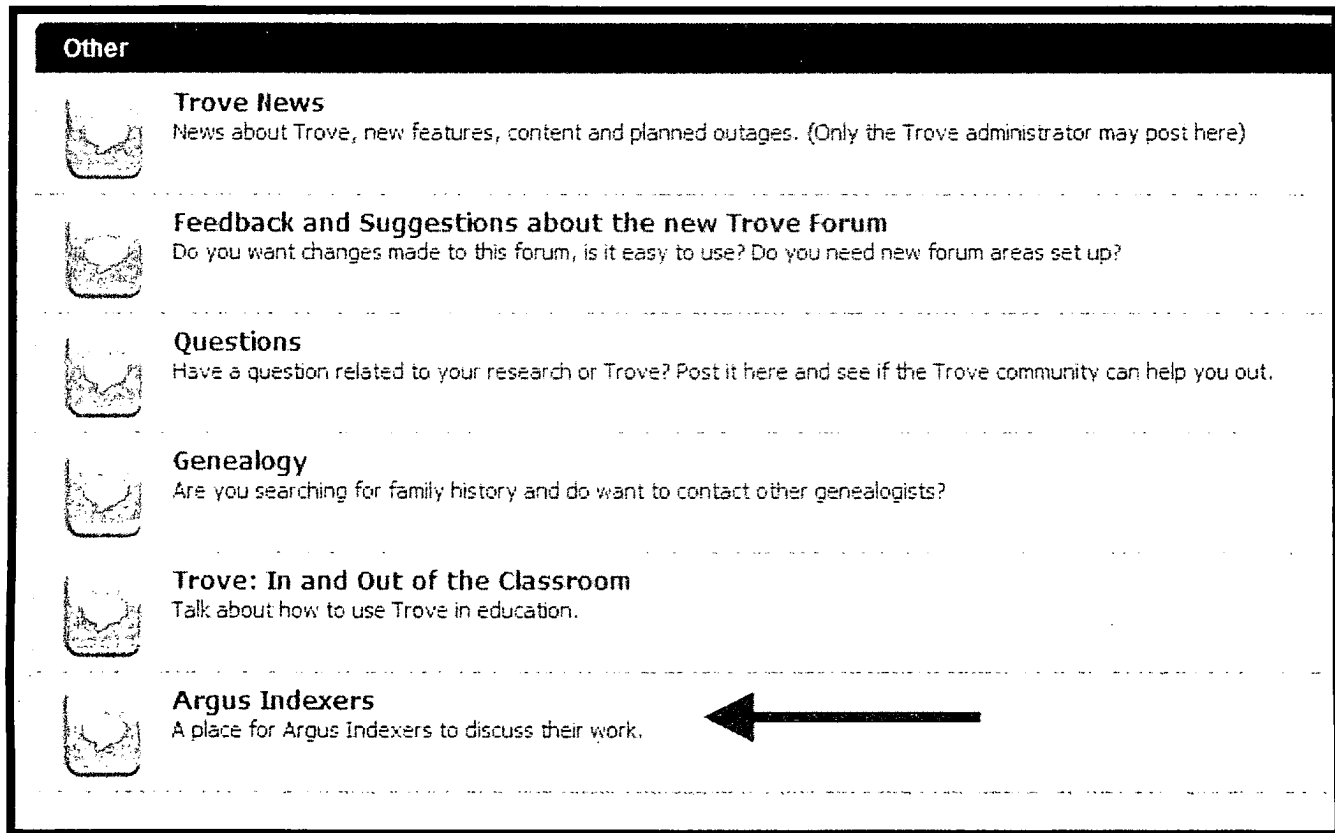 Other
Trove News
News about Trove, new features, content and planned outages. (Only the Trove administrator may post here)
Feedback and Suggestions about the new Trove Forum
Do you want changes made to this forum, is it easy to use? Do you need new forum areas set up?
Questions
Have a question related to your research or Trove? Post it here and see if the Trove community can help you out.
Genealogy
Are you searching for family history and do want to contact other genealogists?
Trove: In and Out of the Classroom
Talk about how to use Trove in education.
Argus Indexers
A place for Argus Indexers to discuss their work.